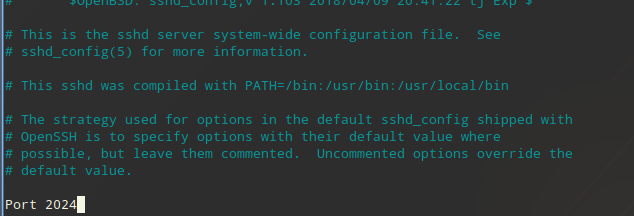 # $OpenBSD: sshd_config,v 1.103 2018/04/09 20:41:22 tj Exp $
# This is the sshd server system-wide configuration file.  See
# sshd_config(5) for more information.
# This sshd was compiled with PATH=/bin:/usr/bin:/usr/local/bin
# The strategy used for options in the default sshd_config shipped with
# OpenSSH is to specify options with their default value where
# possible, but leave them commented.  Uncommented options override the
# default value.
Port 2024